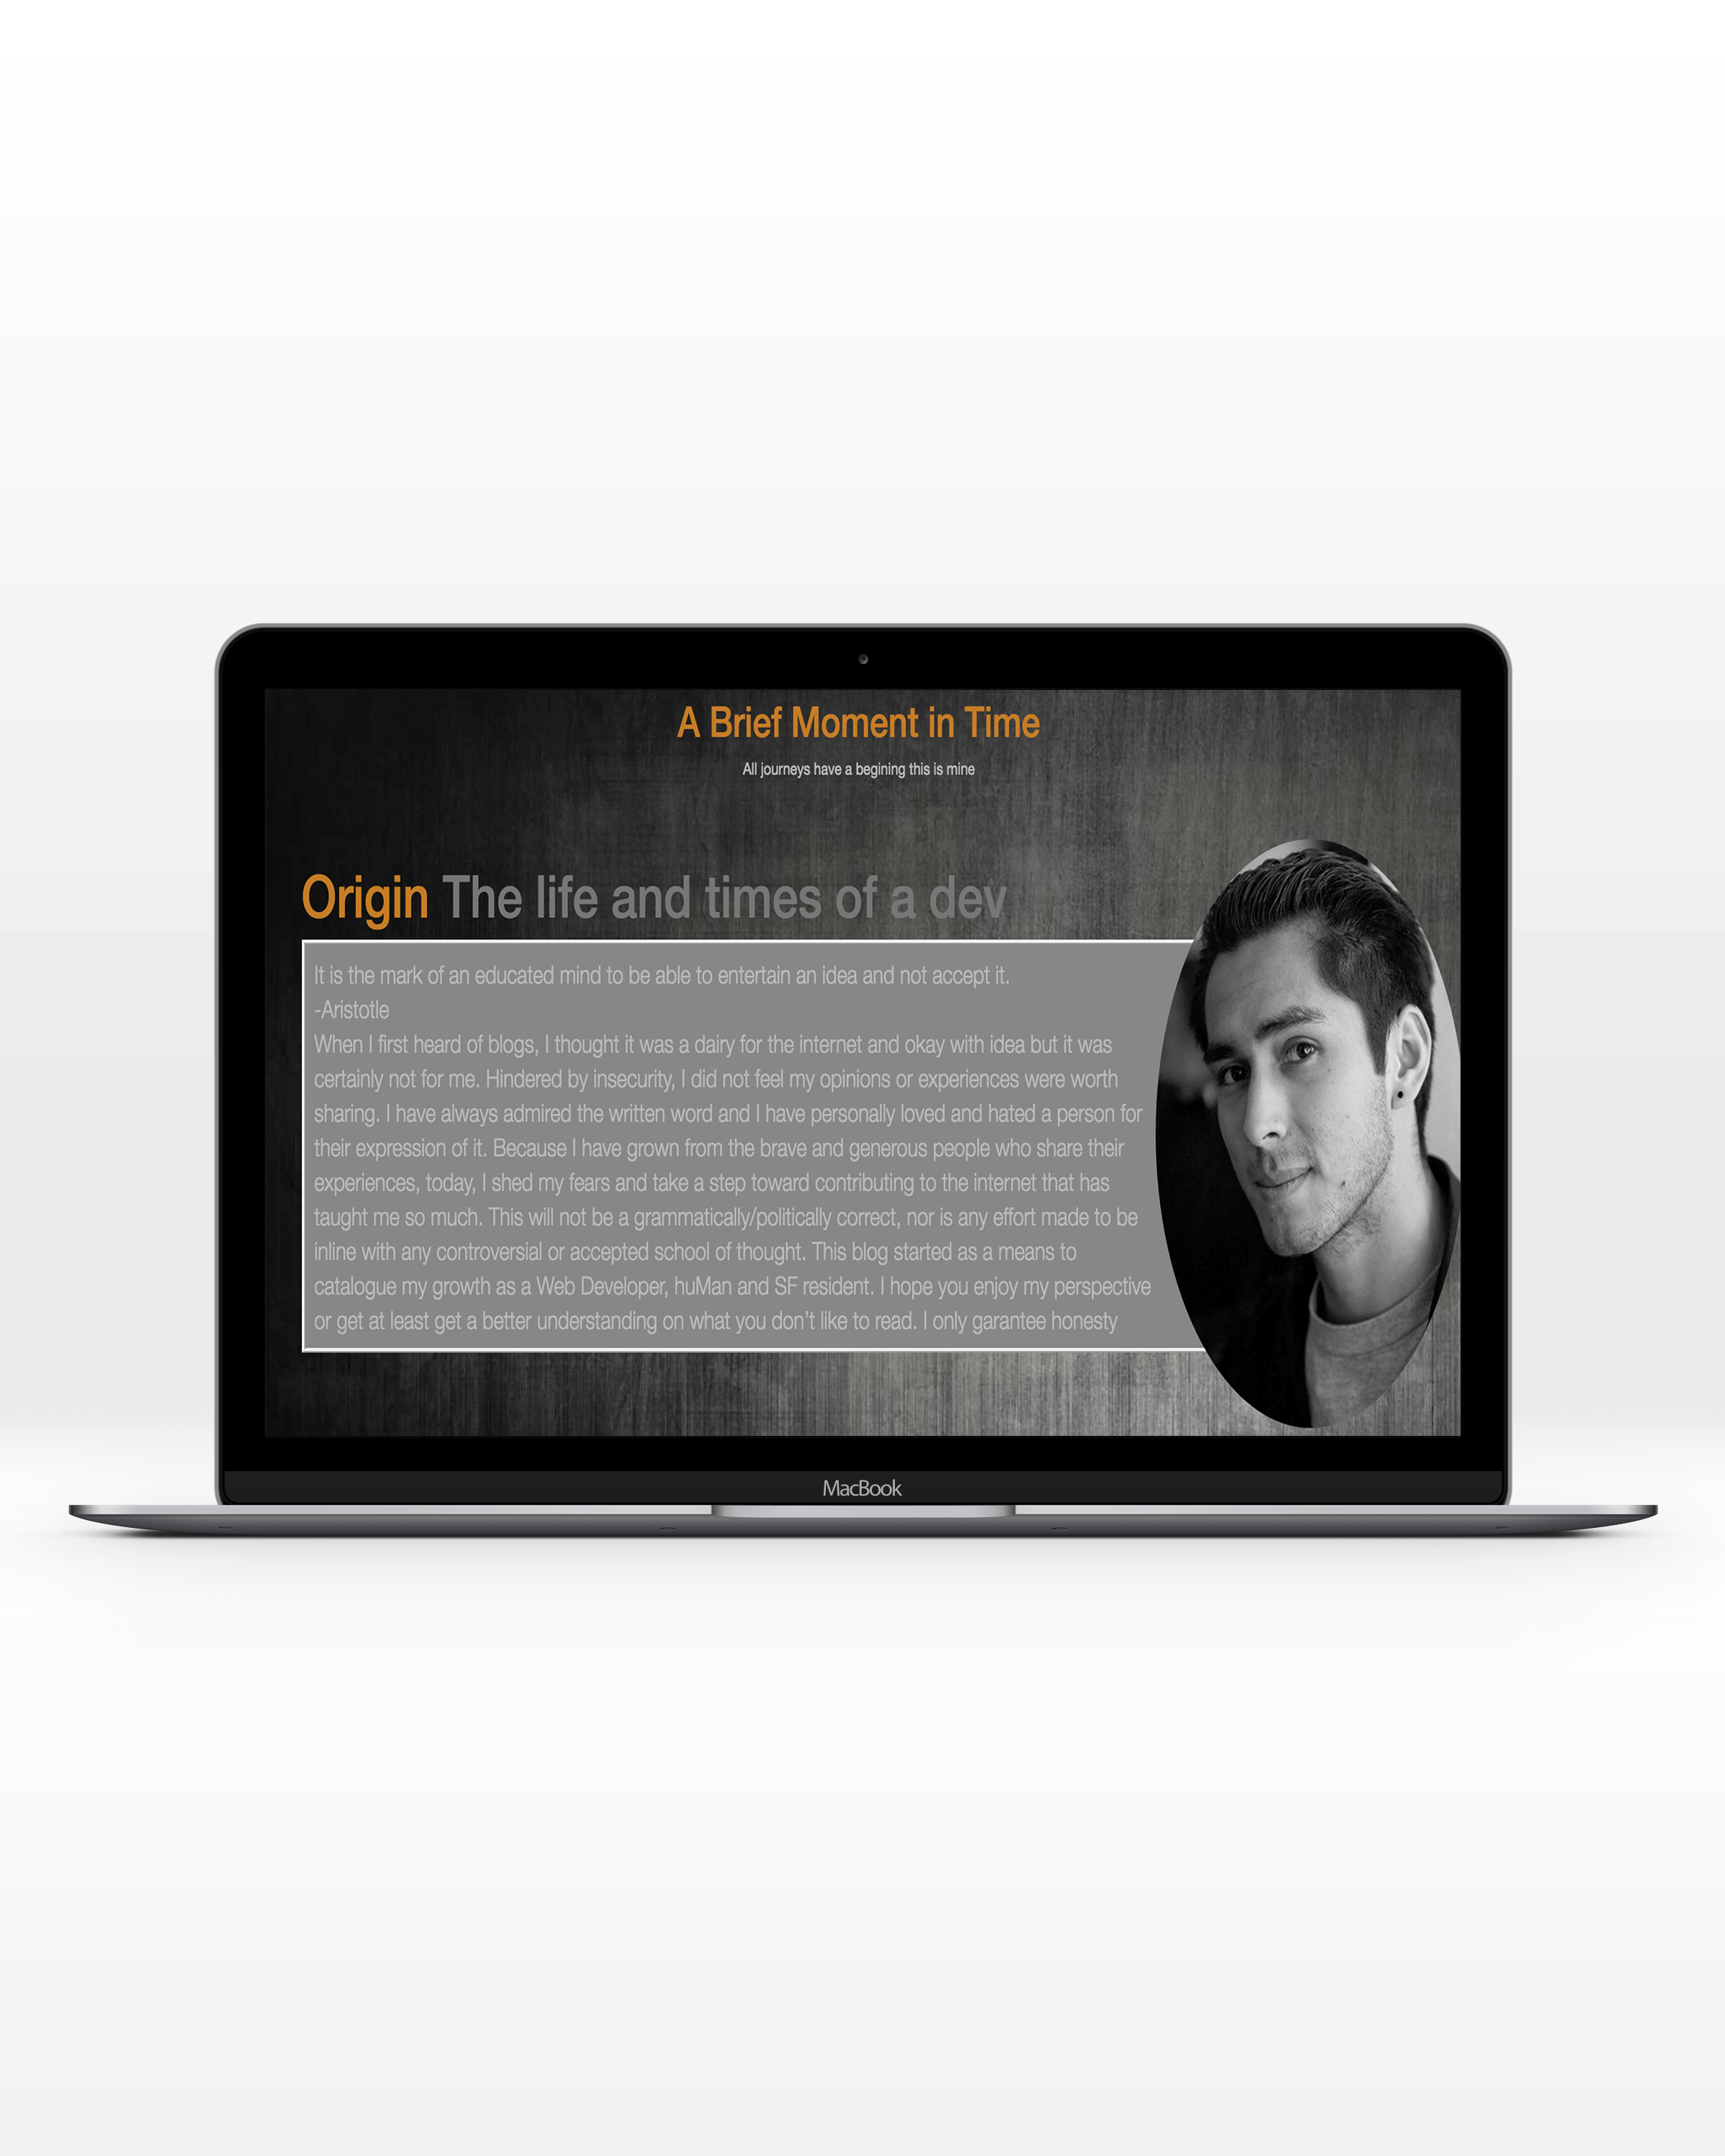 A Brief Moment in Time
All journeys have a begining this is mine
Origin The life and times of a dev
It is the mark of an educated mind to be able to entertain an idea and not accept it.
-Aristotle
When I first heard of blogs, I thought it was a dairy for the internet and okay with idea but it was
certainly not for me. Hindered by insecurity, I did not feel my opinions or experiences were worth
sharing. I have always admired the written word and I have personally loved and hated a person for
their expression of it. Because I have grown from the brave and generous people who share their
experiences, today, I shed my fears and take a step toward contributing to the internet that has
taught me so much. This will not be a grammatically/politically correct, nor is any effort made to be
inline with any controversial or accepted school of thought. This blog started as a means to
catalogue my growth as a Web Developer, huMan and SF resident. I hope you enjoy my perspective
or get at least get a better understanding on what you don't like to read. I only garantee honesty
MacBook